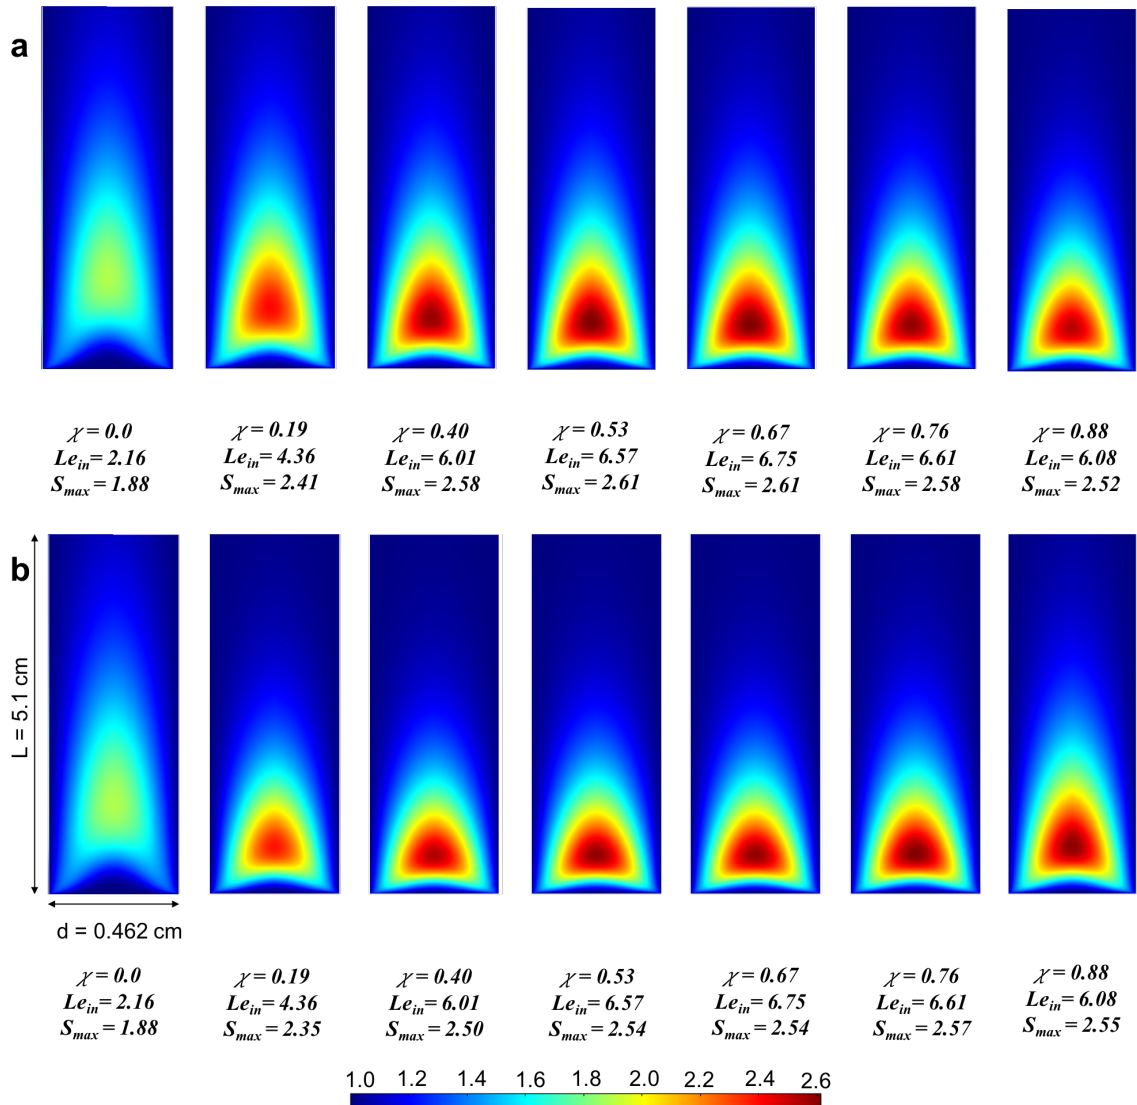 a
χ = 0.0
Le_in = 2.16
S_max = 1.88
χ = 0.19
Le_in = 4.36
S_max = 2.41
χ = 0.40
Le_in = 6.01
S_max = 2.58
χ = 0.53
Le_in = 6.57
S_max = 2.61
χ = 0.67
Le_in = 6.75
S_max = 2.61
χ = 0.76
Le_in = 6.61
S_max = 2.58
χ = 0.88
Le_in = 6.08
S_max = 2.52
b
L = 5.1 cm
d = 0.462 cm
χ = 0.0
Le_in = 2.16
S_max = 1.88
χ = 0.19
Le_in = 4.36
S_max = 2.35
χ = 0.40
Le_in = 6.01
S_max = 2.50
χ = 0.53
Le_in = 6.57
S_max = 2.54
χ = 0.67
Le_in = 6.75
S_max = 2.54
χ = 0.76
Le_in = 6.61
S_max = 2.57
χ = 0.88
Le_in = 6.08
S_max = 2.55
1.0 1.2 1.4 1.6 1.8 2.0 2.2 2.4 2.6